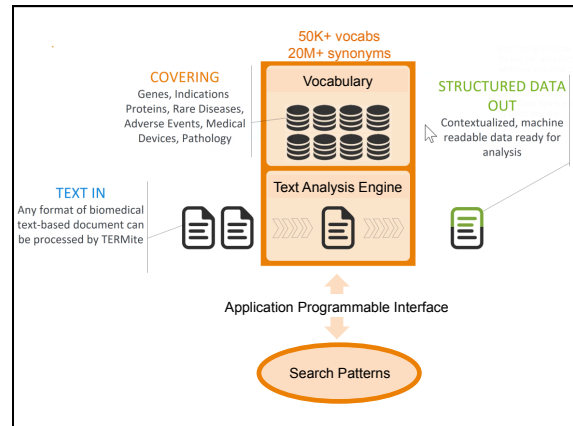 50K+ vocabs
20M+ synonyms
COVERING
Genes, Indications
Proteins, Rare Diseases,
Adverse Events, Medical
Devices, Pathology
Vocabulary
STRUCTURED DATA
OUT
Contextualized, machine
readable data ready for
analysis
TEXT IN
Any format of biomedical
text-based document can
be processed by TERMite
Text Analysis Engine
Application Programmable Interface
Search Patterns